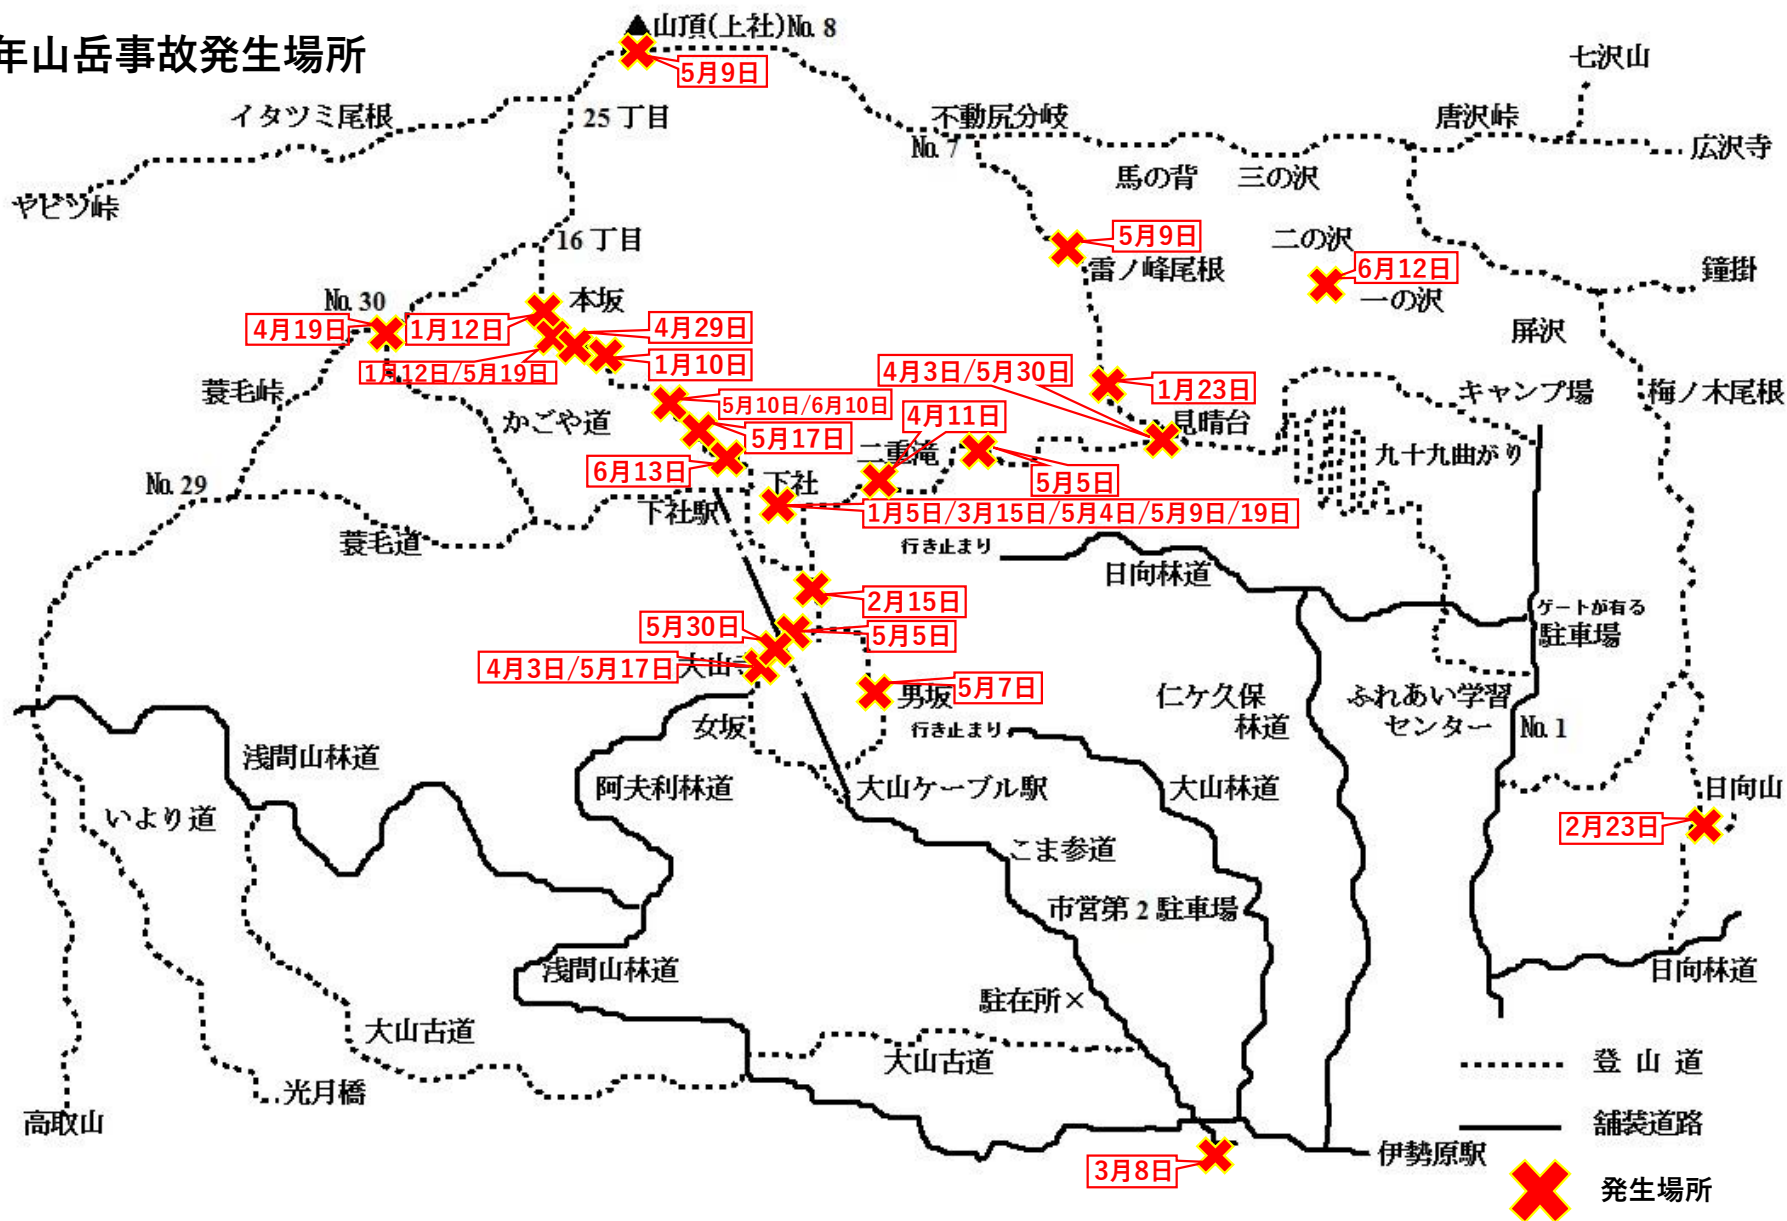 年山岳事故発生場所
山頂(上社)No. 8
5月9日
七沢山
イタツミ尾根
25 丁目
不動尻分岐
No. 7
唐沢峠
広沢寺
馬の背
三の沢
ヤビツ峠
16 丁目
5月9日
雷ノ峰尾根
二の沢
6月12日
一の沢
鐘掛
No. 30
4月19日
1月12日
本坂
4月29日
1月12日/5月19日
1月10日
屏沢
4月3日/5月30日
1月23日
蓑毛峠
かごや道
5月10日/6月10日
5月17日
4月11日
見晴台
キャンプ場
梅ノ木尾根
二重滝
九十九曲がり
6月13日
5月5日
No. 29
下社
下社駅
1月5日/3月15日/5月4日/5月9日/19日
蓑毛道
行き止まり
日向林道
2月15日
ゲートが有る
駐車場
5月30日
5月5日
4月3日/5月17日
大山
5月7日
男坂
女坂
行き止まり
仁ケ久保
林道
ふれあい学習
センター
No. 1
浅間山林道
阿夫利林道
大山ケーブル駅
大山林道
日向山
いより道
2月23日
こま参道
市営第 2 駐車場
浅間山林道
日向林道
駐在所×
大山古道
大山古道
光月橋
高取山
登 山 道
舗装道路
伊勢原駅
3月8日
発生場所